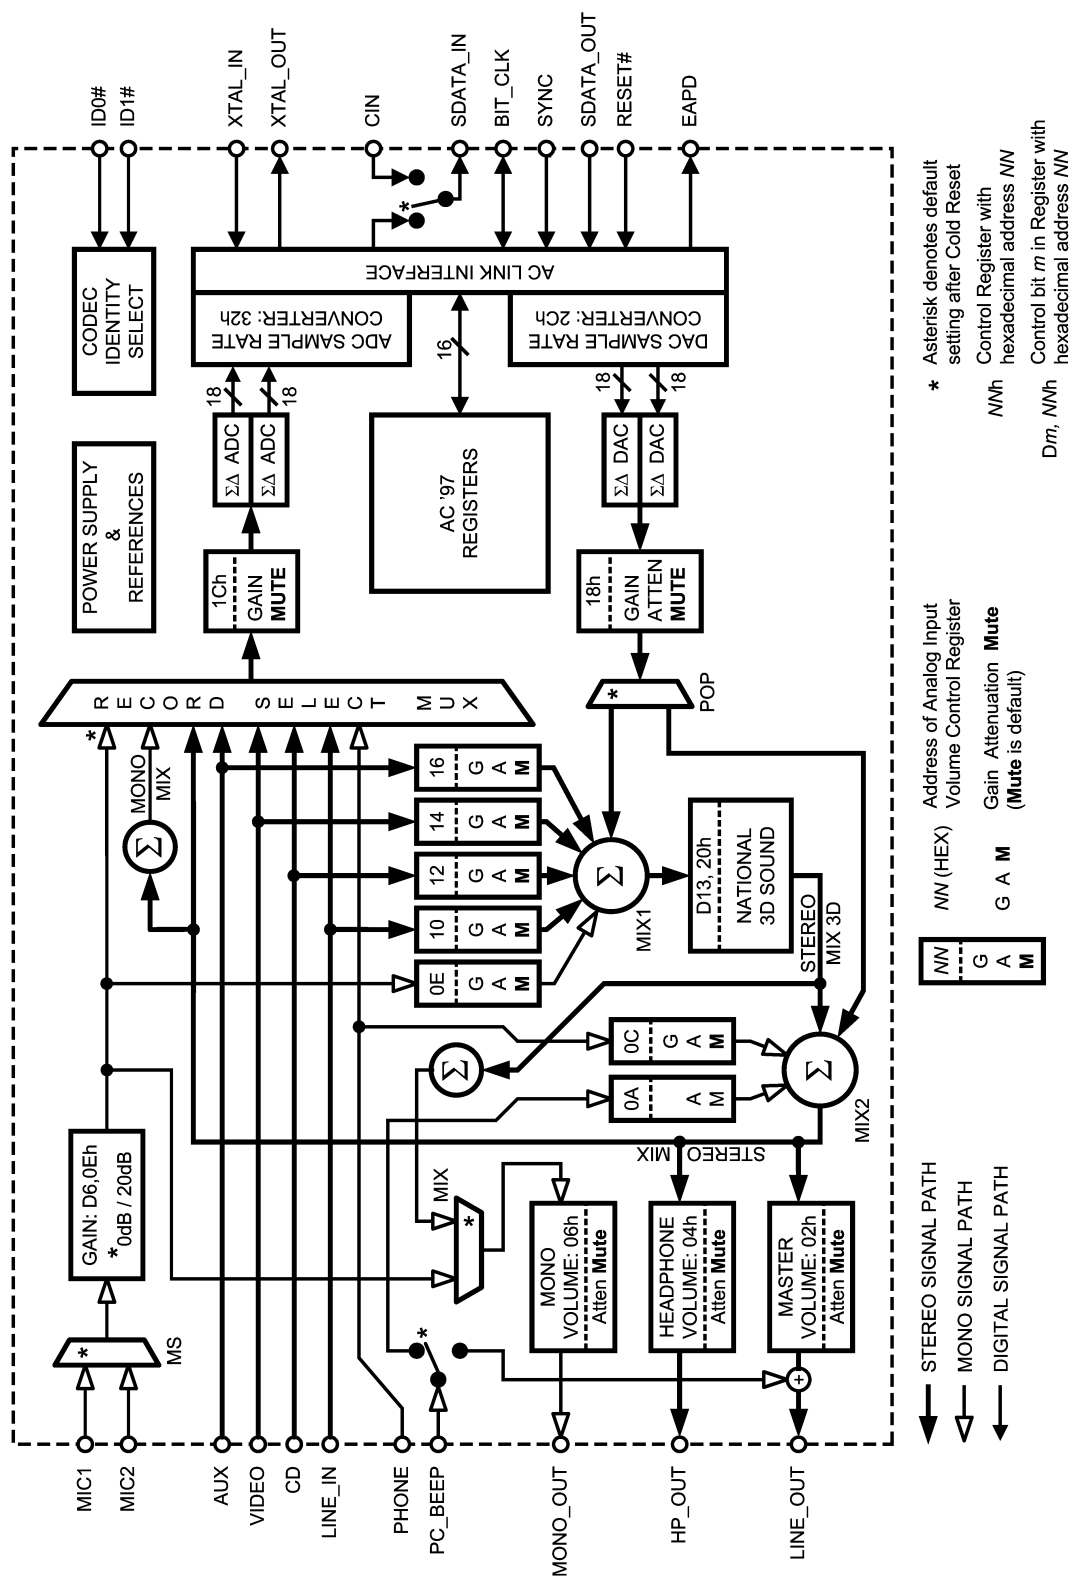 MIC1
MIC2
AUX
VIDEO
CD
LINE_IN
PHONE
PC_BEEP
MONO_OUT
HP_OUT
LINE_OUT
*
MS
GAIN: D6,0Eh
*0dB / 20dB
*
MIX
*
MONO
VOLUME: 06h
Atten Mute
HEADPHONE
VOLUME: 04h
Atten Mute
MASTER
VOLUME: 02h
Atten Mute
+
STEREO
MIX
Σ
0A
A
M
0C
G
A
M
Σ
MIX2
0E
G
A
M
10
G
A
M
12
G
A
M
14
G
A
M
16
G
A
M
Σ
MONO
MIX
Σ
MIX1
D13, 20h
NATIONAL
3D SOUND
STEREO
MIX 3D
*
RECORD SELECT MUX
*
POP
1Ch
GAIN
MUTE
18h
GAIN
ATTEN
MUTE
POWER SUPPLY
&
REFERENCES
ΣΔ ADC
ΣΔ ADC
18
18
AC '97
REGISTERS
16
ΣΔ DAC
ΣΔ DAC
18
18
CODEC
IDENTITY
SELECT
ADC SAMPLE RATE
CONVERTER: 32h
DAC SAMPLE RATE
CONVERTER: 2Ch
AC LINK INTERFACE
*
ID0#
ID1#
XTAL_IN
XTAL_OUT
CIN
SDATA_IN
BIT_CLK
SYNC
SDATA_OUT
RESET#
EAPD
STEREO SIGNAL PATH
MONO SIGNAL PATH
DIGITAL SIGNAL PATH
NN
G
A
M
NN (HEX)
Address of Analog Input
Volume Control Register
G A M
Gain Attenuation Mute
(Mute is default)
*
Asterisk denotes default
setting after Cold Reset
NNh
Control Register with
hexadecimal address NN
Dm, NNh
Control bit m in Register with
hexadecimal address NN